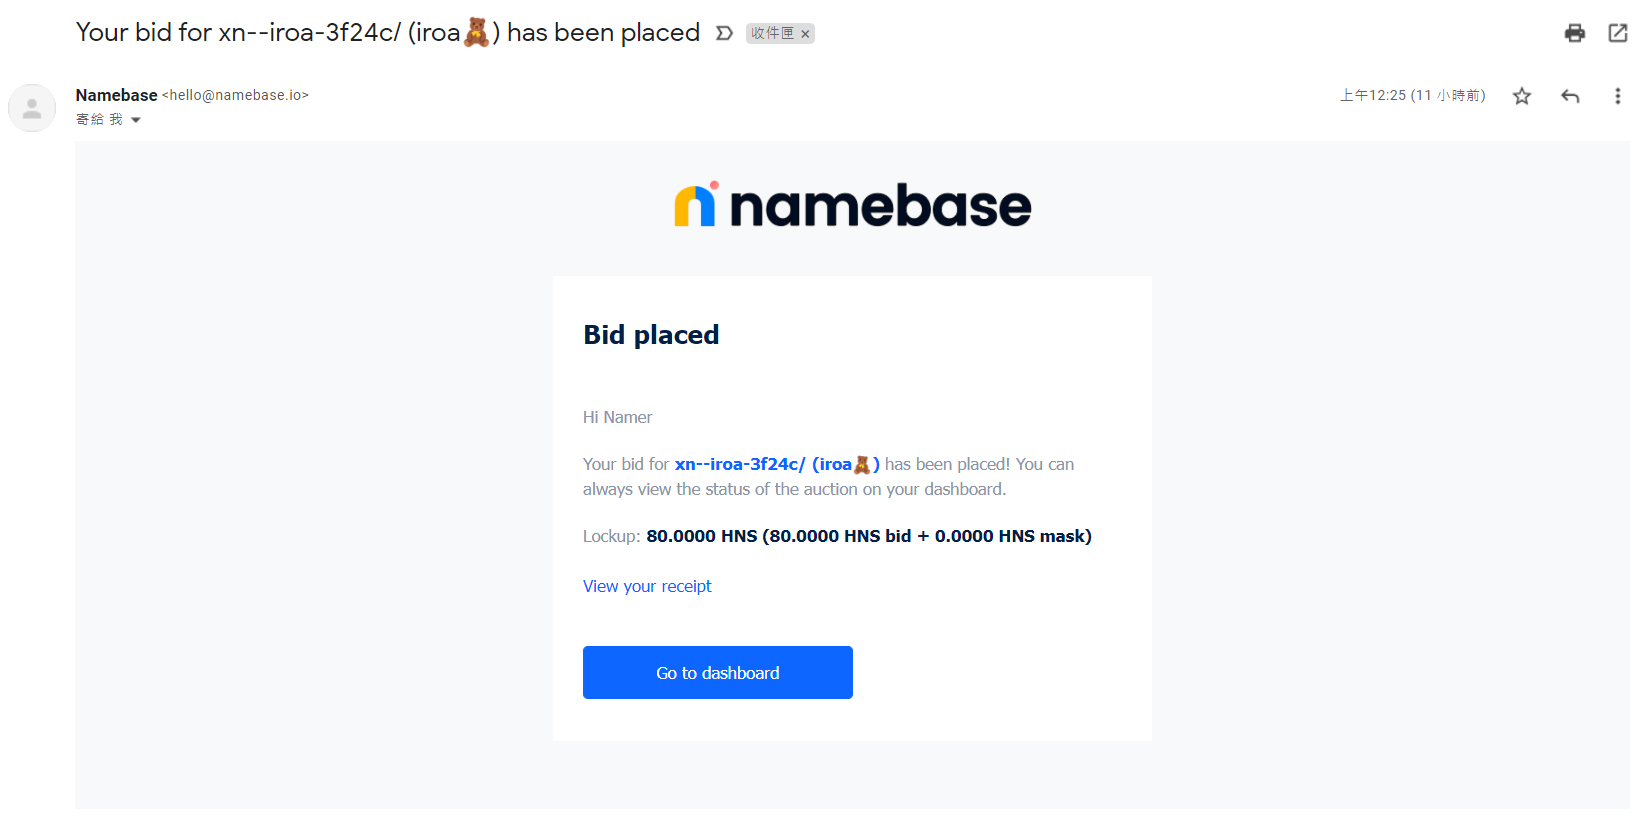 Your bid for xn--iroa-3f24c/ (iroa🧸) has been placed 收件匣 ×
Namebase <hello@namebase.io> 上午12:25 (11 小時前)
寄給 我
namebase
Bid placed
Hi Namer
Your bid for xn--iroa-3f24c/ (iroa🧸) has been placed! You can
always view the status of the auction on your dashboard.
Lockup: 80.0000 HNS (80.0000 HNS bid + 0.0000 HNS mask)
View your receipt
Go to dashboard